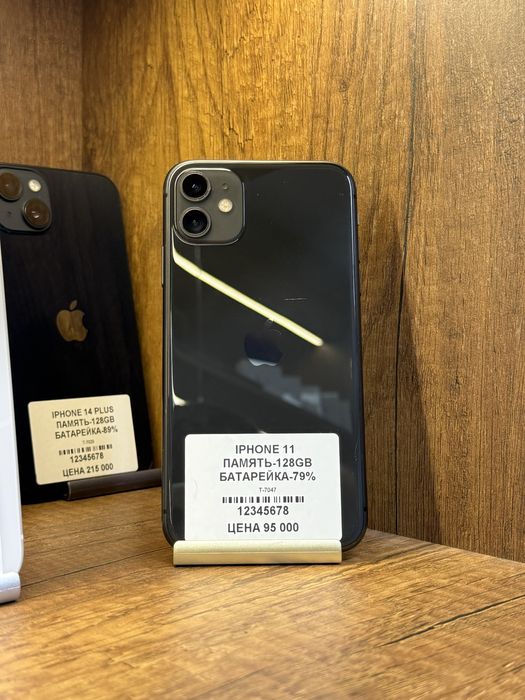 IPHONE 14 PLUS
ПАМЯТЬ-128GB
БАТАРЕЙКА-89%
12345678
ЦЕНА 215 000
IPHONE 11
ПАМЯТЬ-128GB
БАТАРЕЙКА-79%
T-7047
12345678
ЦЕНА 95 000